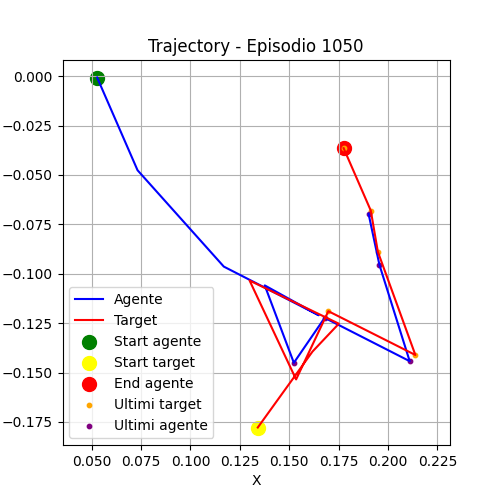 Trajectory - Episodio 1050
0.000
−0.025
−0.050
−0.075
−0.100
−0.125
−0.150
−0.175
Agente
Target
Start agente
Start target
End agente
Ultimi target
Ultimi agente
0.050 0.075 0.100 0.125 0.150 0.175 0.200 0.225
X